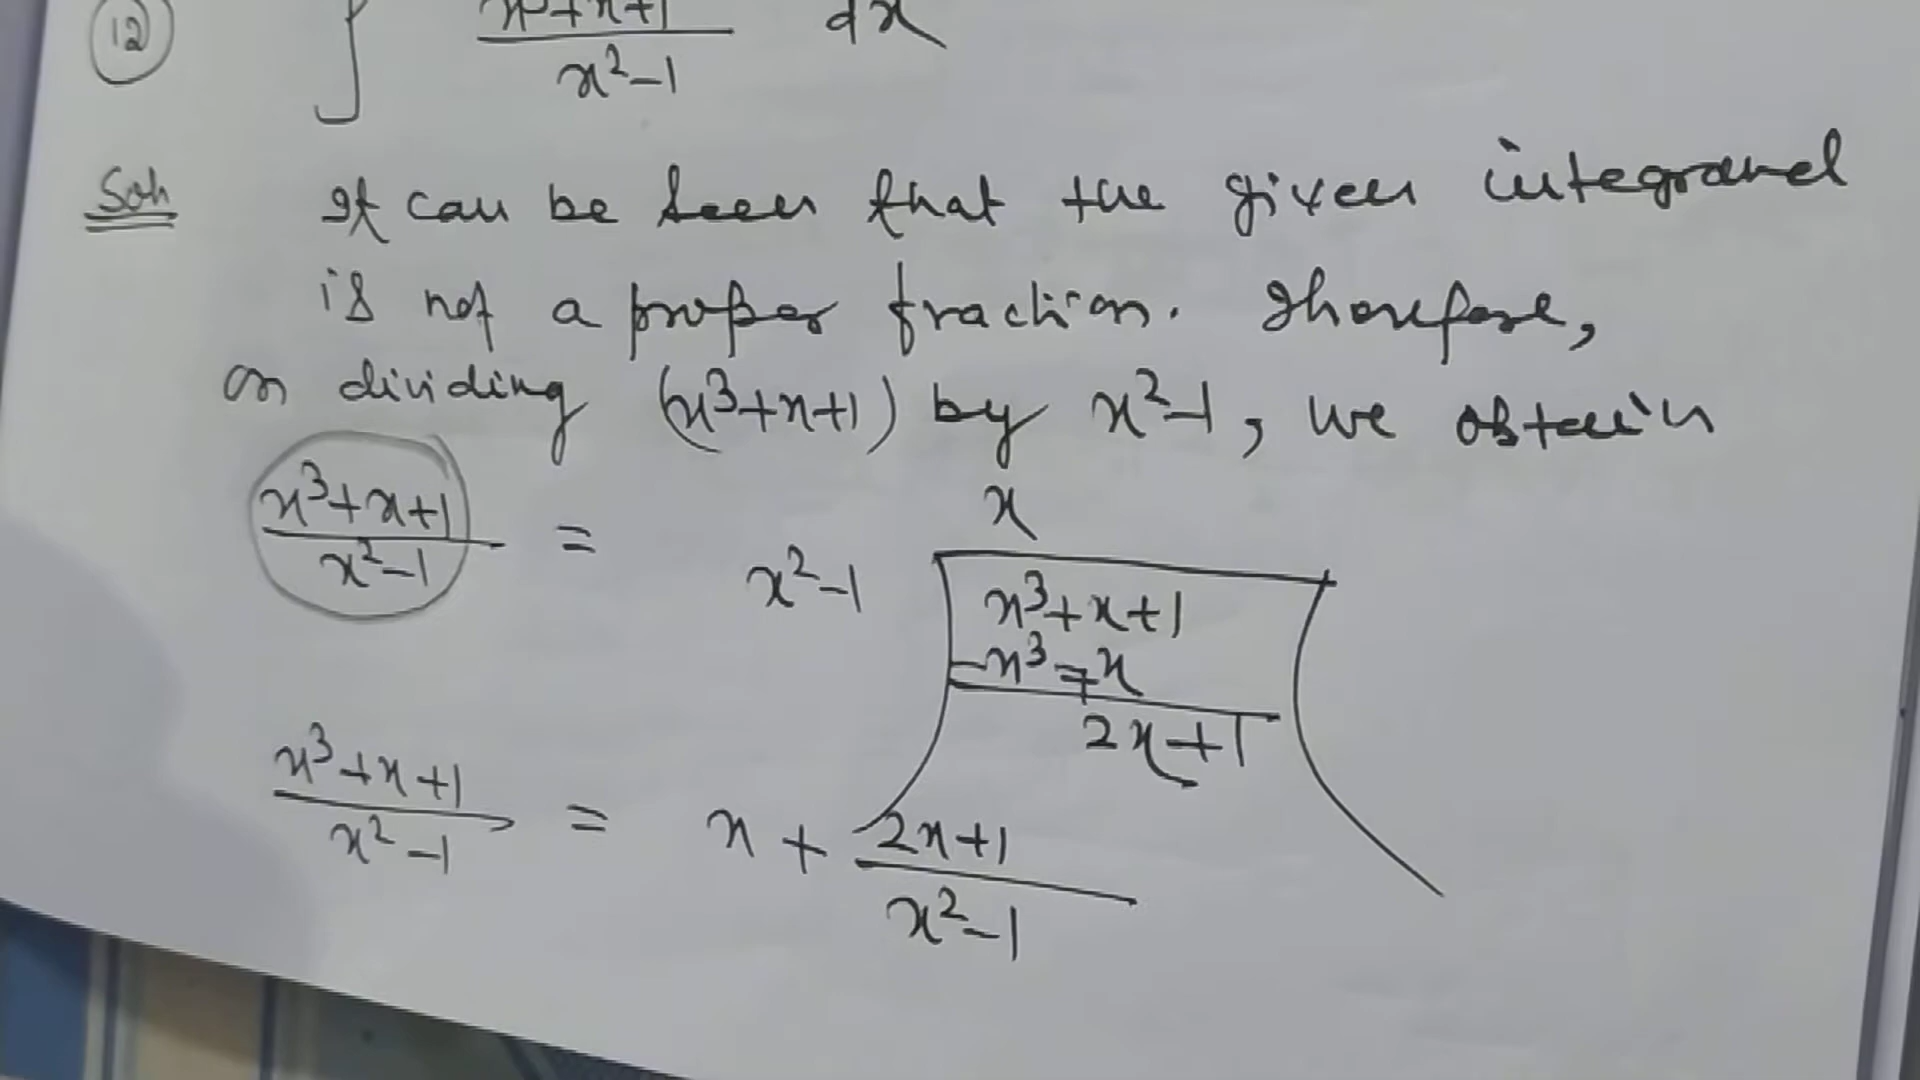 12 ∫ x³+x+1 / x²-1 dx
Soln It can be seen that the given integrand
is not a proper fraction. Therefore,
on dividing (x³+x+1) by x²-1, we obtain
x³+x+1 / x²-1 =
x
x²-1 x³+x+1
-x³ ∓ x
2x+1
x³+x+1 / x²-1 = x + 2x+1 / x²-1